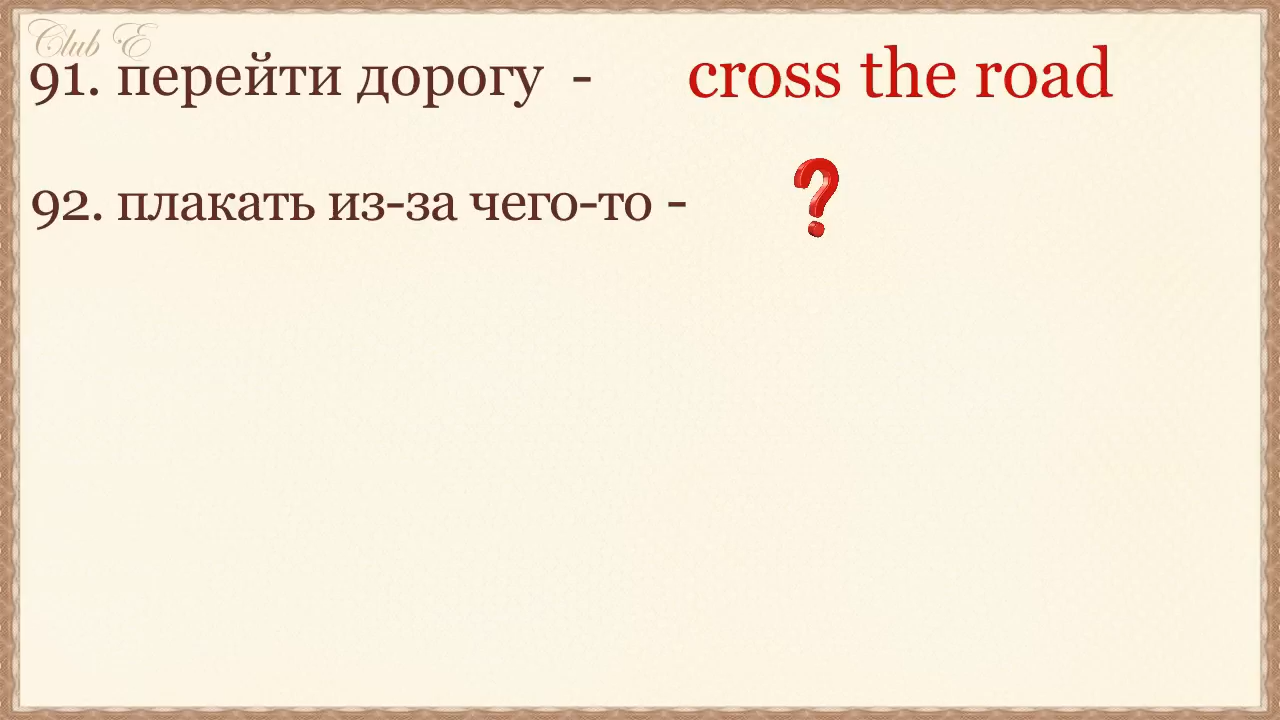 Club E
91. перейти дорогу - cross the road
92. плакать из-за чего-то - ❓